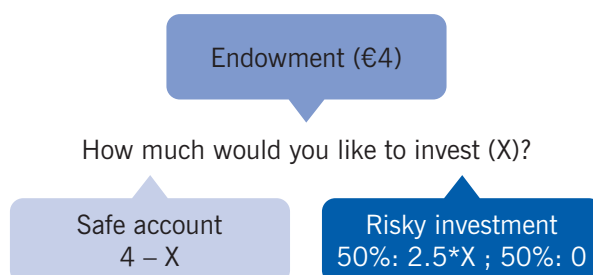 Endowment (€4)
How much would you like to invest (X)?
Safe account
4 – X
Risky investment
50%: 2.5*X ; 50%: 0